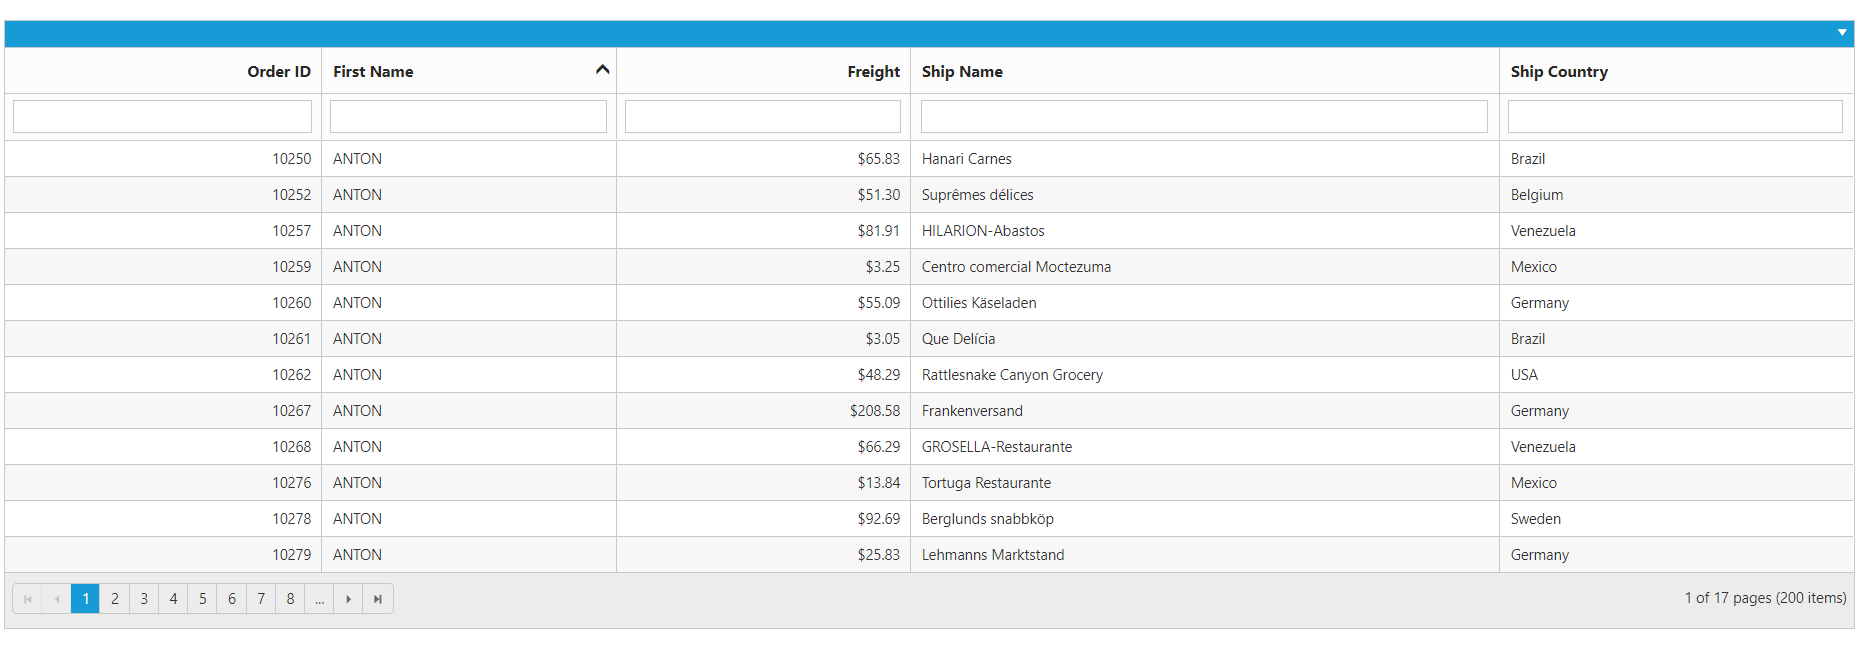 Order ID First Name Freight Ship Name Ship Country
10250 ANTON $65.83 Hanari Carnes Brazil
10252 ANTON $51.30 Suprêmes délices Belgium
10257 ANTON $81.91 HILARION-Abastos Venezuela
10259 ANTON $3.25 Centro comercial Moctezuma Mexico
10260 ANTON $55.09 Ottilies Käseladen Germany
10261 ANTON $3.05 Que Delícia Brazil
10262 ANTON $48.29 Rattlesnake Canyon Grocery USA
10267 ANTON $208.58 Frankenversand Germany
10268 ANTON $66.29 GROSELLA-Restaurante Venezuela
10276 ANTON $13.84 Tortuga Restaurante Mexico
10278 ANTON $92.69 Berglunds snabbköp Sweden
10279 ANTON $25.83 Lehmanns Marktstand Germany
1 2 3 4 5 6 7 8 ... 1 of 17 pages (200 items)